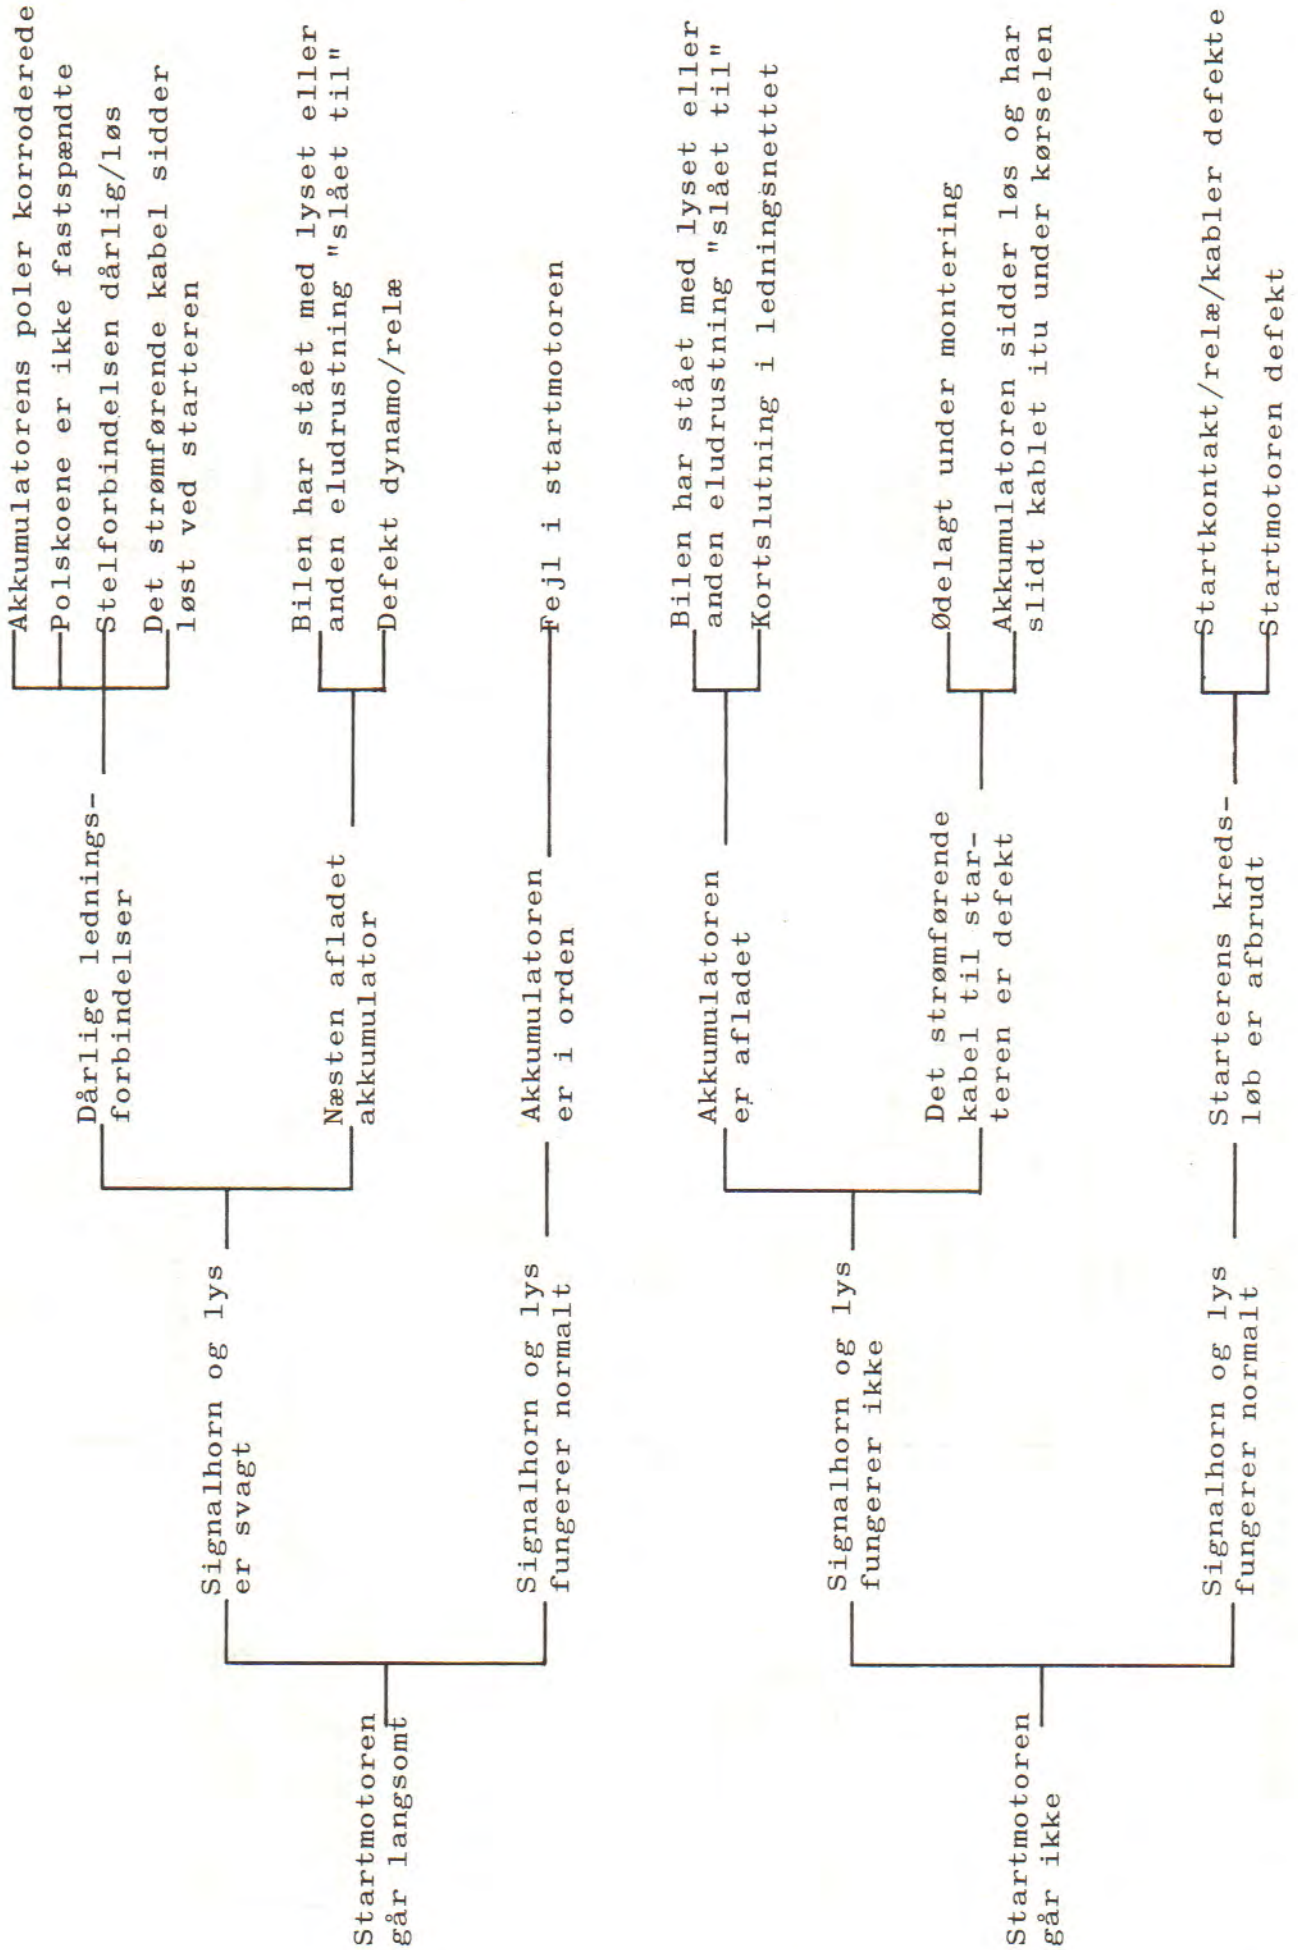 Startmotoren
går langsomt
Signalhorn og lys
er svagt
Dårlige lednings-
forbindelser
Akkumulatorens poler korroderede
Polskoene er ikke fastspændte
Stelforbindelsen dårlig/løs
Det strømførende kabel sidder
løst ved starteren
Næsten afladet
akkumulator
Bilen har stået med lyset eller
anden eludrustning "slået til"
Defekt dynamo/relæ
Signalhorn og lys
fungerer normalt
Akkumulatoren
er i orden
Fejl i startmotoren
Startmotoren
går ikke
Signalhorn og lys
fungerer ikke
Akkumulatoren
er afladet
Bilen har stået med lyset eller
anden eludrustning "slået til"
Kortslutning i ledningsnettet
Det strømførende
kabel til star-
teren er defekt
Ødelagt under montering
Akkumulatoren sidder løs og har
slidt kablet itu under kørselen
Signalhorn og lys
fungerer normalt
Starterens kreds-
løb er afbrudt
Startkontakt/relæ/kabler defekte
Startmotoren defekt